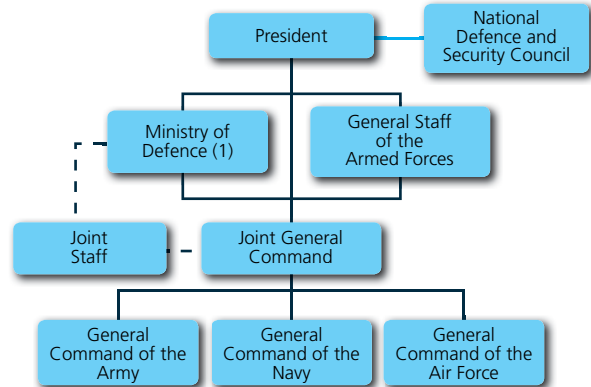 President
National
Defence and
Security Council
Ministry of
Defence (1)
General Staff
of the
Armed Forces
Joint
Staff
Joint General
Command
General
Command of the
Army
General
Command of the
Navy
General
Command of the
Air Force